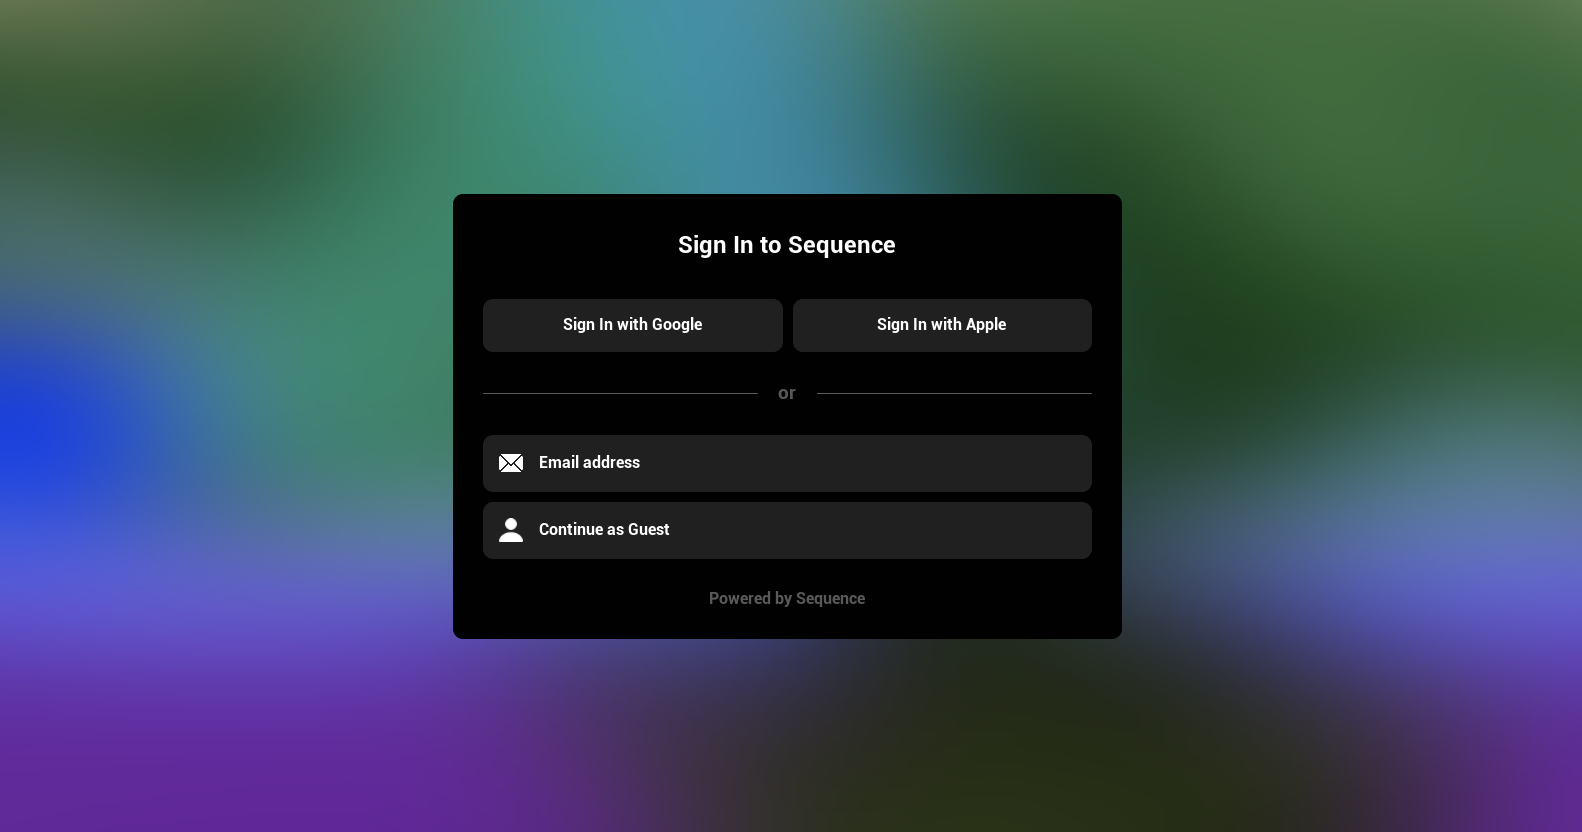 Sign In to Sequence
Sign In with Google
Sign In with Apple
or
Email address
Continue as Guest
Powered by Sequence